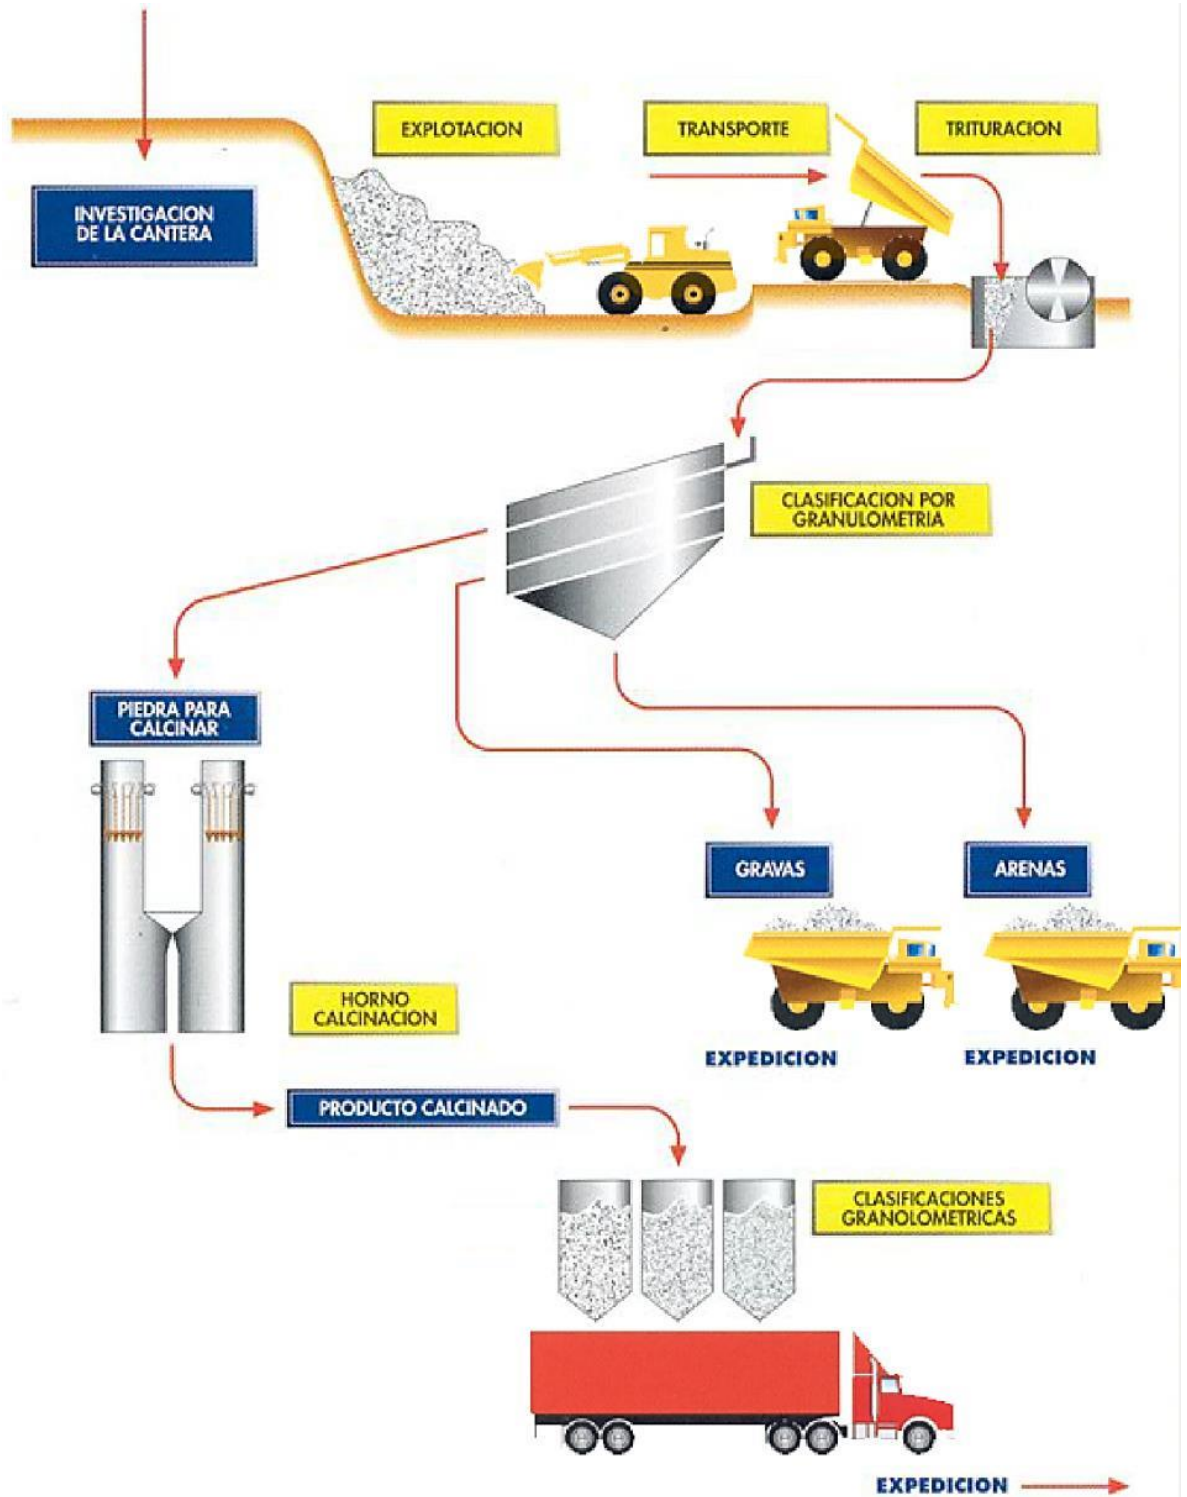 EXPLOTACION
TRANSPORTE
TRITURACION
INVESTIGACION
DE LA CANTERA
CLASIFICACION POR
GRANULOMETRIA
PIEDRA PARA
CALCINAR
GRAVAS
ARENAS
HORNO
CALCINACION
EXPEDICION
EXPEDICION
PRODUCTO CALCINADO
CLASIFICACIONES
GRANOLOMETRICAS
EXPEDICION